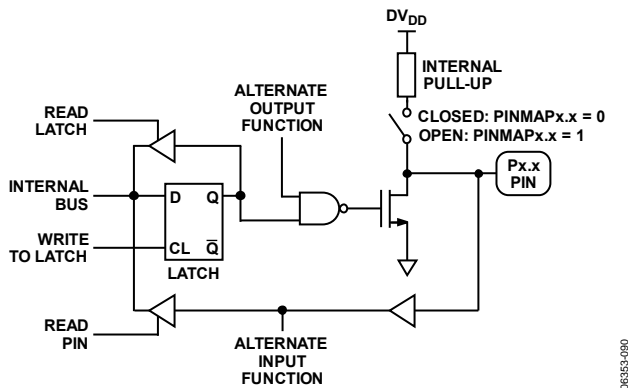 DVDD
INTERNAL
PULL-UP
CLOSED: PINMAPx.x = 0
OPEN: PINMAPx.x = 1
READ
LATCH
ALTERNATE
OUTPUT
FUNCTION
Px.x
PIN
INTERNAL
BUS
D Q
WRITE
TO LATCH
CL Q̅
LATCH
READ
PIN
ALTERNATE
INPUT
FUNCTION
06353-090